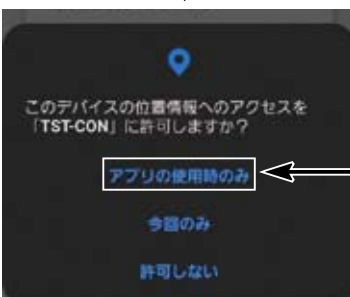 このデバイスの位置情報へのアクセスを
「TST-CON」に許可しますか?
アプリの使用時のみ
今回のみ
許可しない